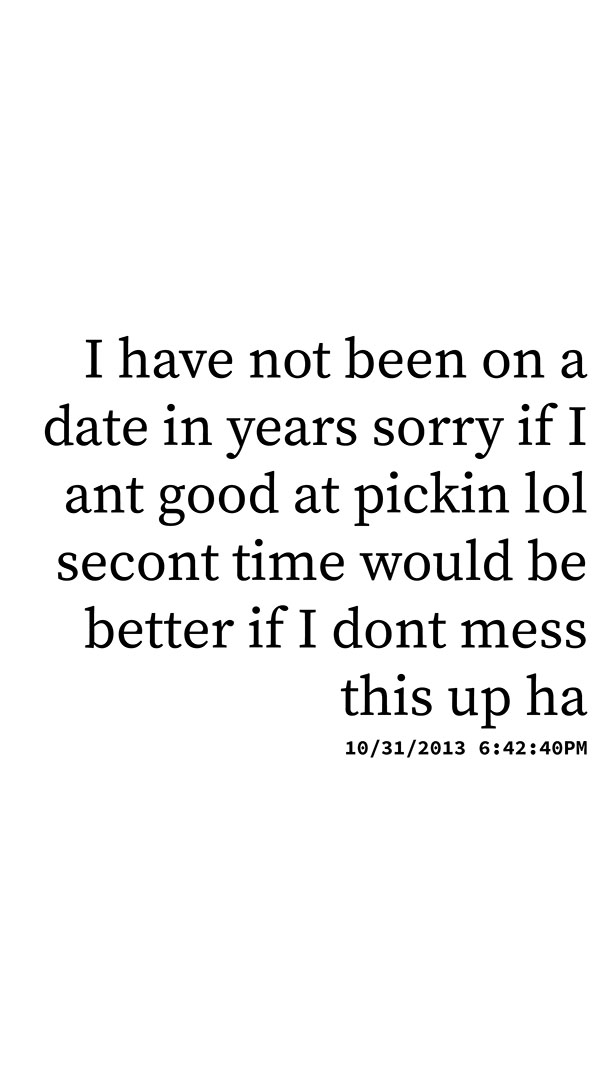 I have not been on a
date in years sorry if I
ant good at pickin lol
secont time would be
better if I dont mess
this up ha
10/31/2013 6:42:40PM